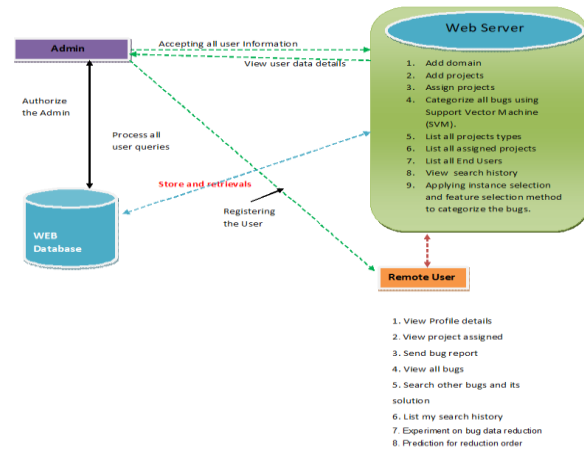 Web Server
Admin
Accepting all user Information
View user data details
1. Add domain
2. Add projects
3. Assign projects
4. Categorize all bugs using
Support Vector Machine
(SVM).
5. List all projects types
6. List all assigned projects
7. List all End Users
8. View search history
9. Applying instance selection
and feature selection method
to categorize the bugs.
Authorize
the Admin
Process all
user queries
Store and retrievals
Registering
the User
WEB
Database
Remote User
1. View Profile details
2. View project assigned
3. Send bug report
4. View all bugs
5. Search other bugs and its
solution
6. List my search history
7. Experiment on bug data reduction
8. Prediction for reduction order